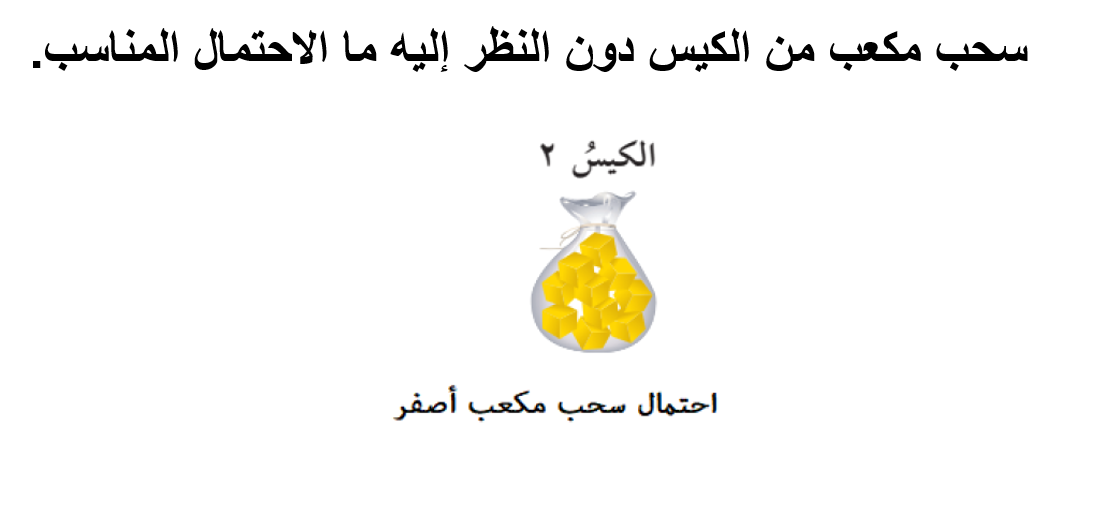 سحب مكعب من الكيس دون النظر إليه ما الاحتمال المناسب.
الكيسُ ٢
احتمال سحب مكعب أصفر